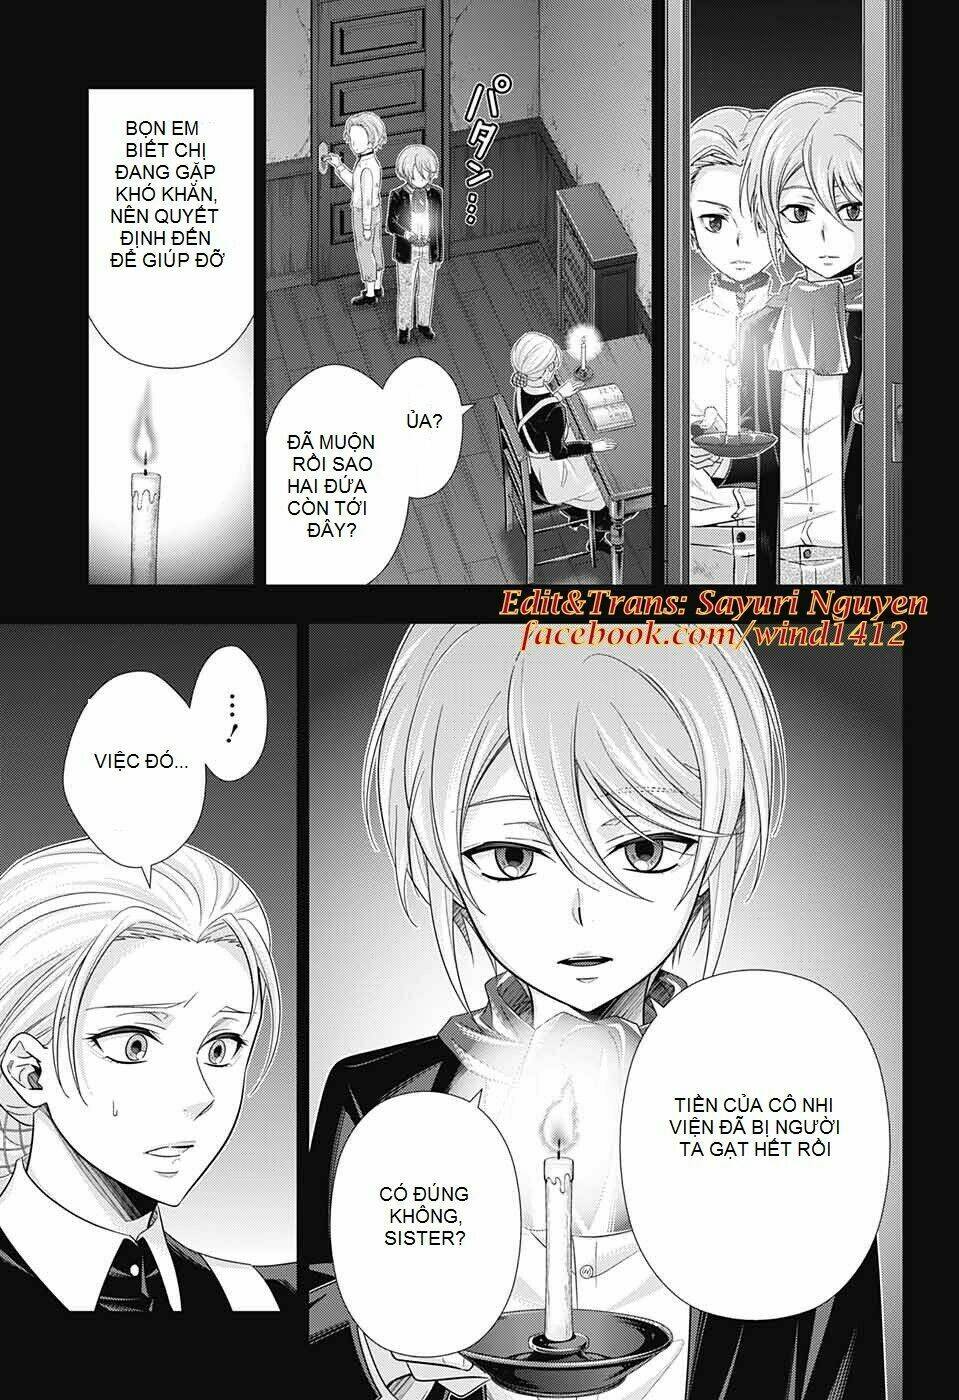 パタン…
ỦA?
ĐÃ MUỘN
RỒI SAO
HAI ĐỨA
CÒN TỚI
ĐÂY?
BỌN EM
BIẾT CHỊ
ĐANG GẶP
KHÓ KHĂN,
NÊN QUYẾT
ĐỊNH ĐẾN
ĐỂ GIÚP ĐỠ
Edit&Trans: Sayuri Nguyen
facebook.com/wind1412
TIỀN CỦA CÔ NHI
VIỆN ĐÃ BỊ NGƯỜI
TA GẠT HẾT RỒI
CÓ ĐÚNG
KHÔNG,
SISTER?
…!
VIỆC ĐÓ...